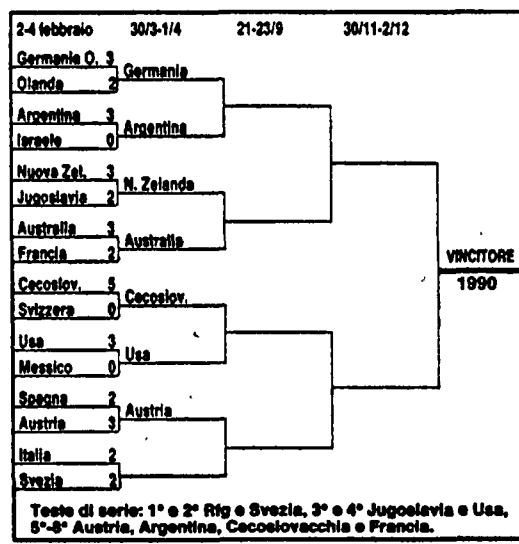 2-4 febbraio 30/3-1/4 21-23/9 30/11-2/12
Germania O. 3
Germania
Olanda 2
Argentina 3
Argentina
Israele 0
Nuova Zel. 3
N. Zelanda
Jugoslavia 2
Australia 3
Australia
Francia 2
VINCITORE
1990
Cecoslov. 5
Cecoslov.
Svizzera 0
Usa 3
Usa
Messico 0
Spagna 2
Austria
Austria 3
Italia 2
Svezia 2
Teste di serie: 1° e 2° Rfg e Svezia, 3° e 4° Jugoslavia e Usa,
5°-8° Austria, Argentina, Cecoslovacchia e Francia.